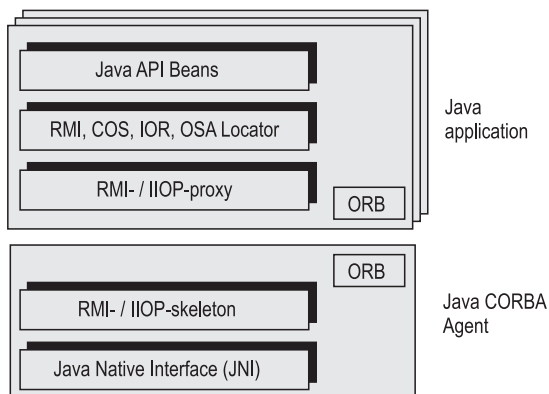 Java API Beans
RMI, COS, IOR, OSA Locator
RMI- / IIOP-proxy
ORB
Java
application
ORB
RMI- / IIOP-skeleton
Java Native Interface (JNI)
Java CORBA
Agent